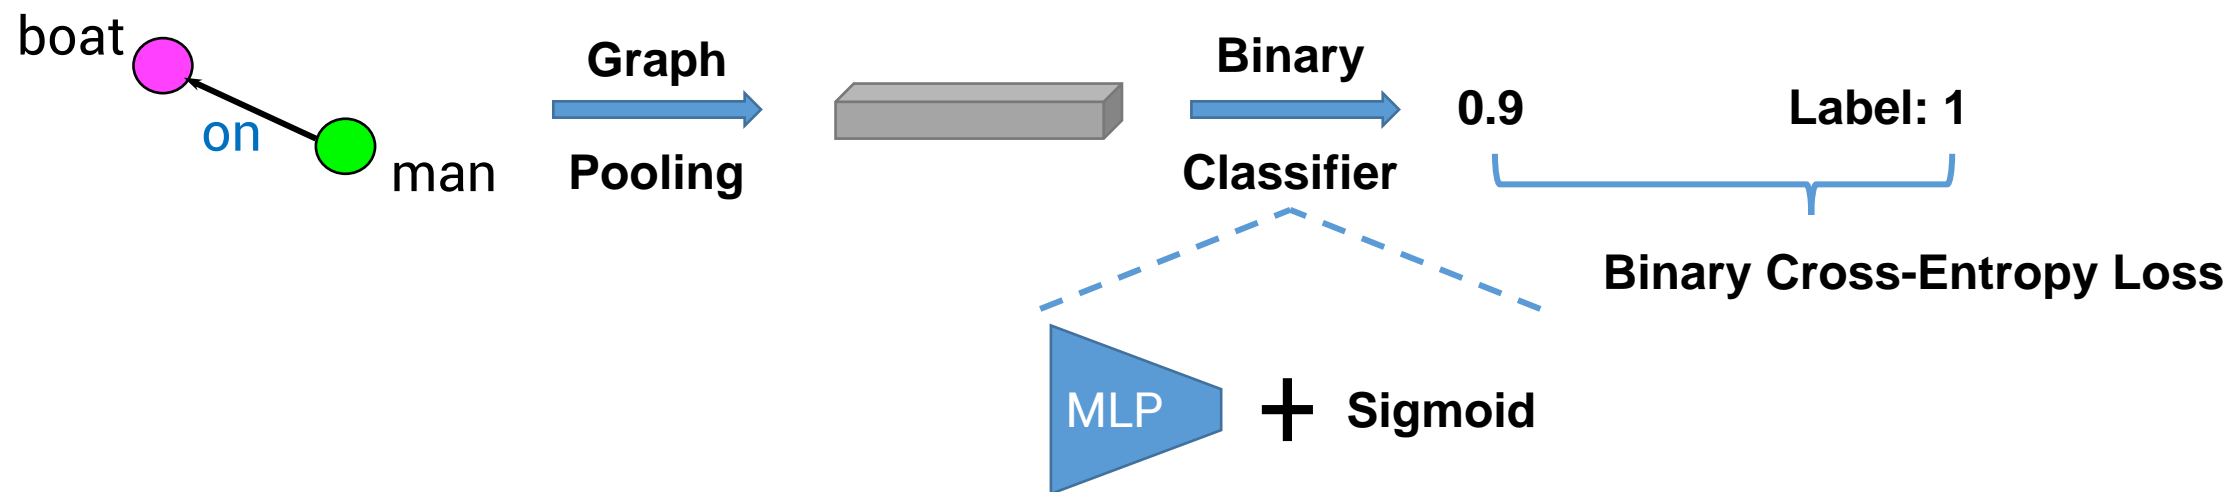 boat
on
man
Graph
Pooling
Binary
Classifier
0.9
Label: 1
Binary Cross-Entropy Loss
MLP
+
Sigmoid